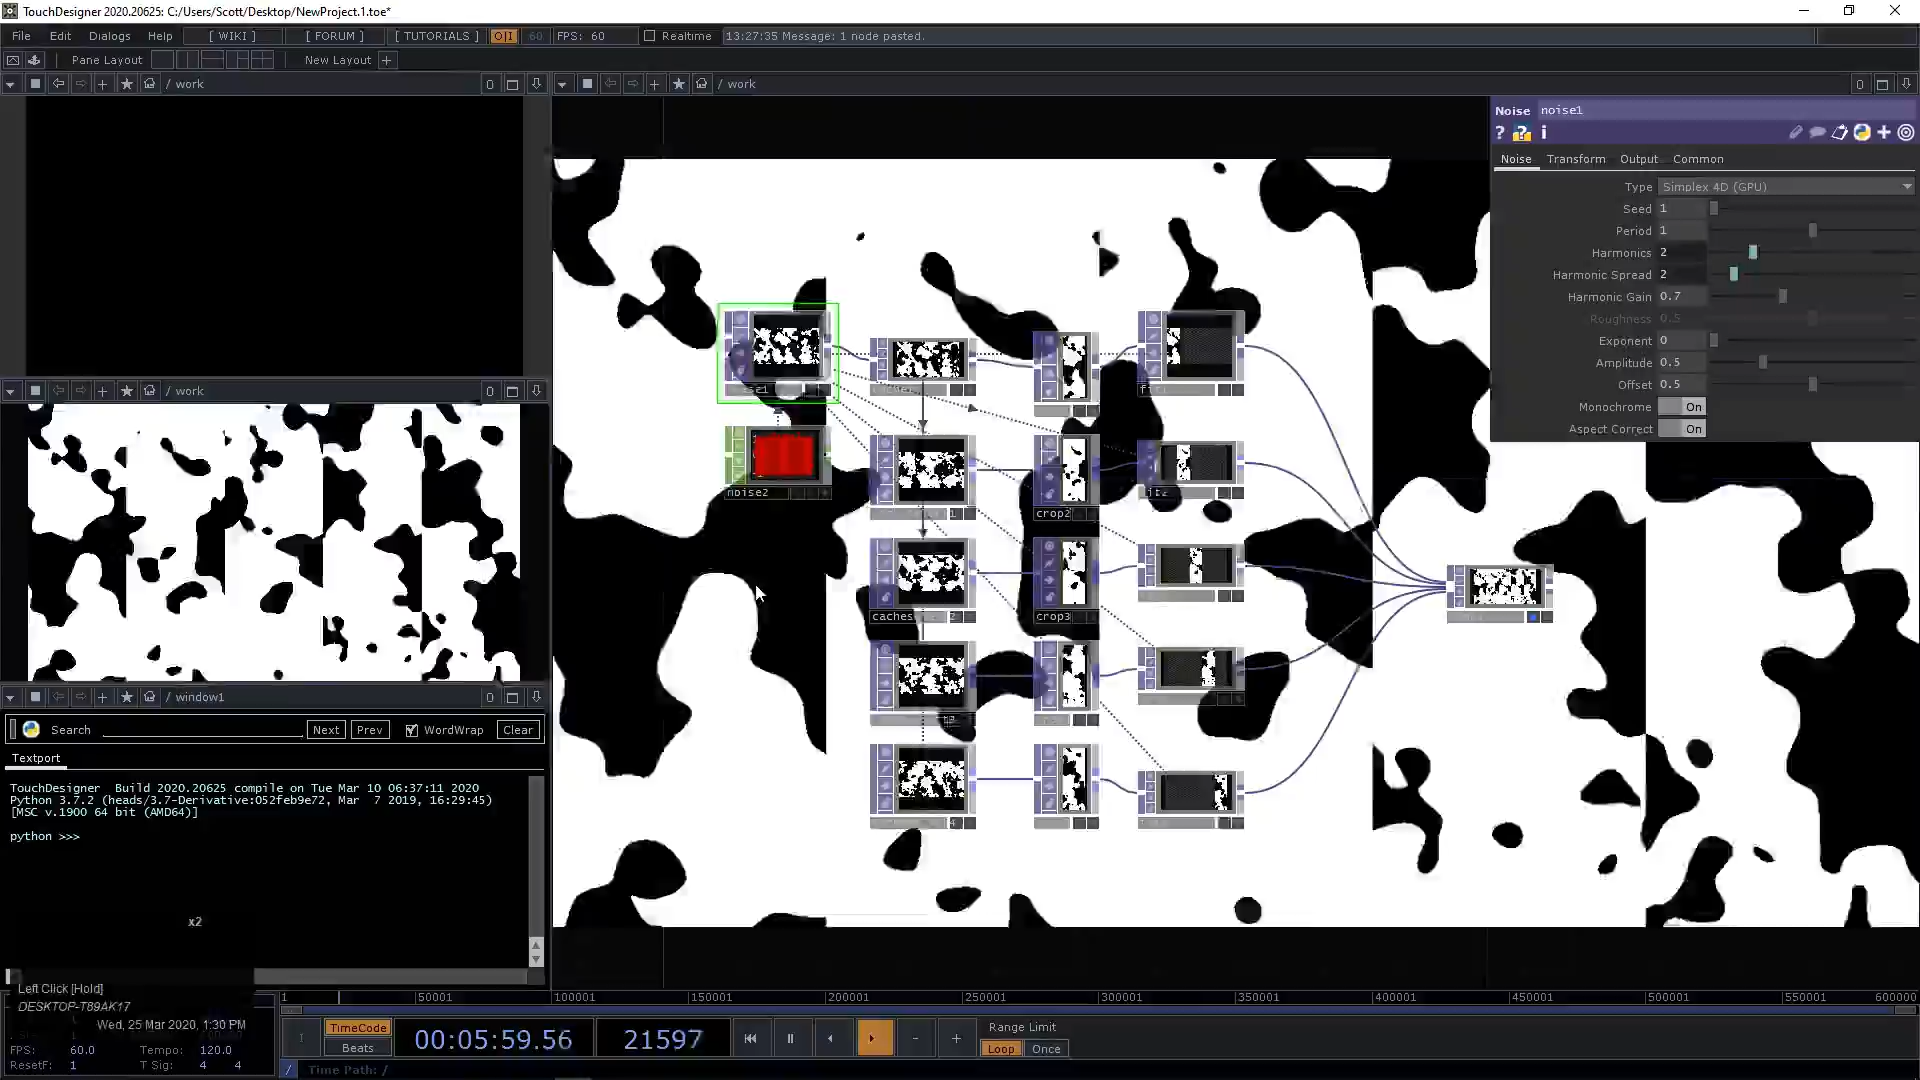 TouchDesigner 2020.20625: C:/Users/Scott/Desktop/NewProject.1.toe*
File Edit Dialogs Help [ WIKI ] [ FORUM ] [ TUTORIALS ] O|I 60 FPS: 60 Realtime 13:27:35 Message: 1 node pasted.
Pane Layout New Layout +
/ work 0
/ work 0
Noise noise1
? ? i
Noise Transform Output Common
Type Simplex 4D (GPU)
Seed 1
Period 1
Harmonics 2
Harmonic Spread 2
Harmonic Gain 0.7
Roughness 0.5
Exponent 0
Amplitude 0.5
Offset 0.5
Monochrome On
Aspect Correct On
/ work 0
noise2
1
crop2
caches 2
crop3
4
/ window1 0
Search Next Prev WordWrap Clear
Textport
TouchDesigner Build 2020.20625 compile on Tue Mar 10 06:37:11 2020
Python 3.7.2 (heads/3.7-Derivative:052feb9e72, Mar 7 2019, 16:29:45)
[MSC v.1900 64 bit (AMD64)]
python >>>
x2
Left Click [Hold]
DESKTOP-T89AK17
Wed, 25 Mar 2020, 1:30 PM
FPS: 60.0 Tempo: 120.0
ResetF: 1 T Sig: 4 4
1 50001 100001 150001 200001 250001 300001 350001 400001 450001 500001 550001 600000
TimeCode
Beats
00:05:59.56 21597
Range Limit
Loop Once
/ Time Path: /